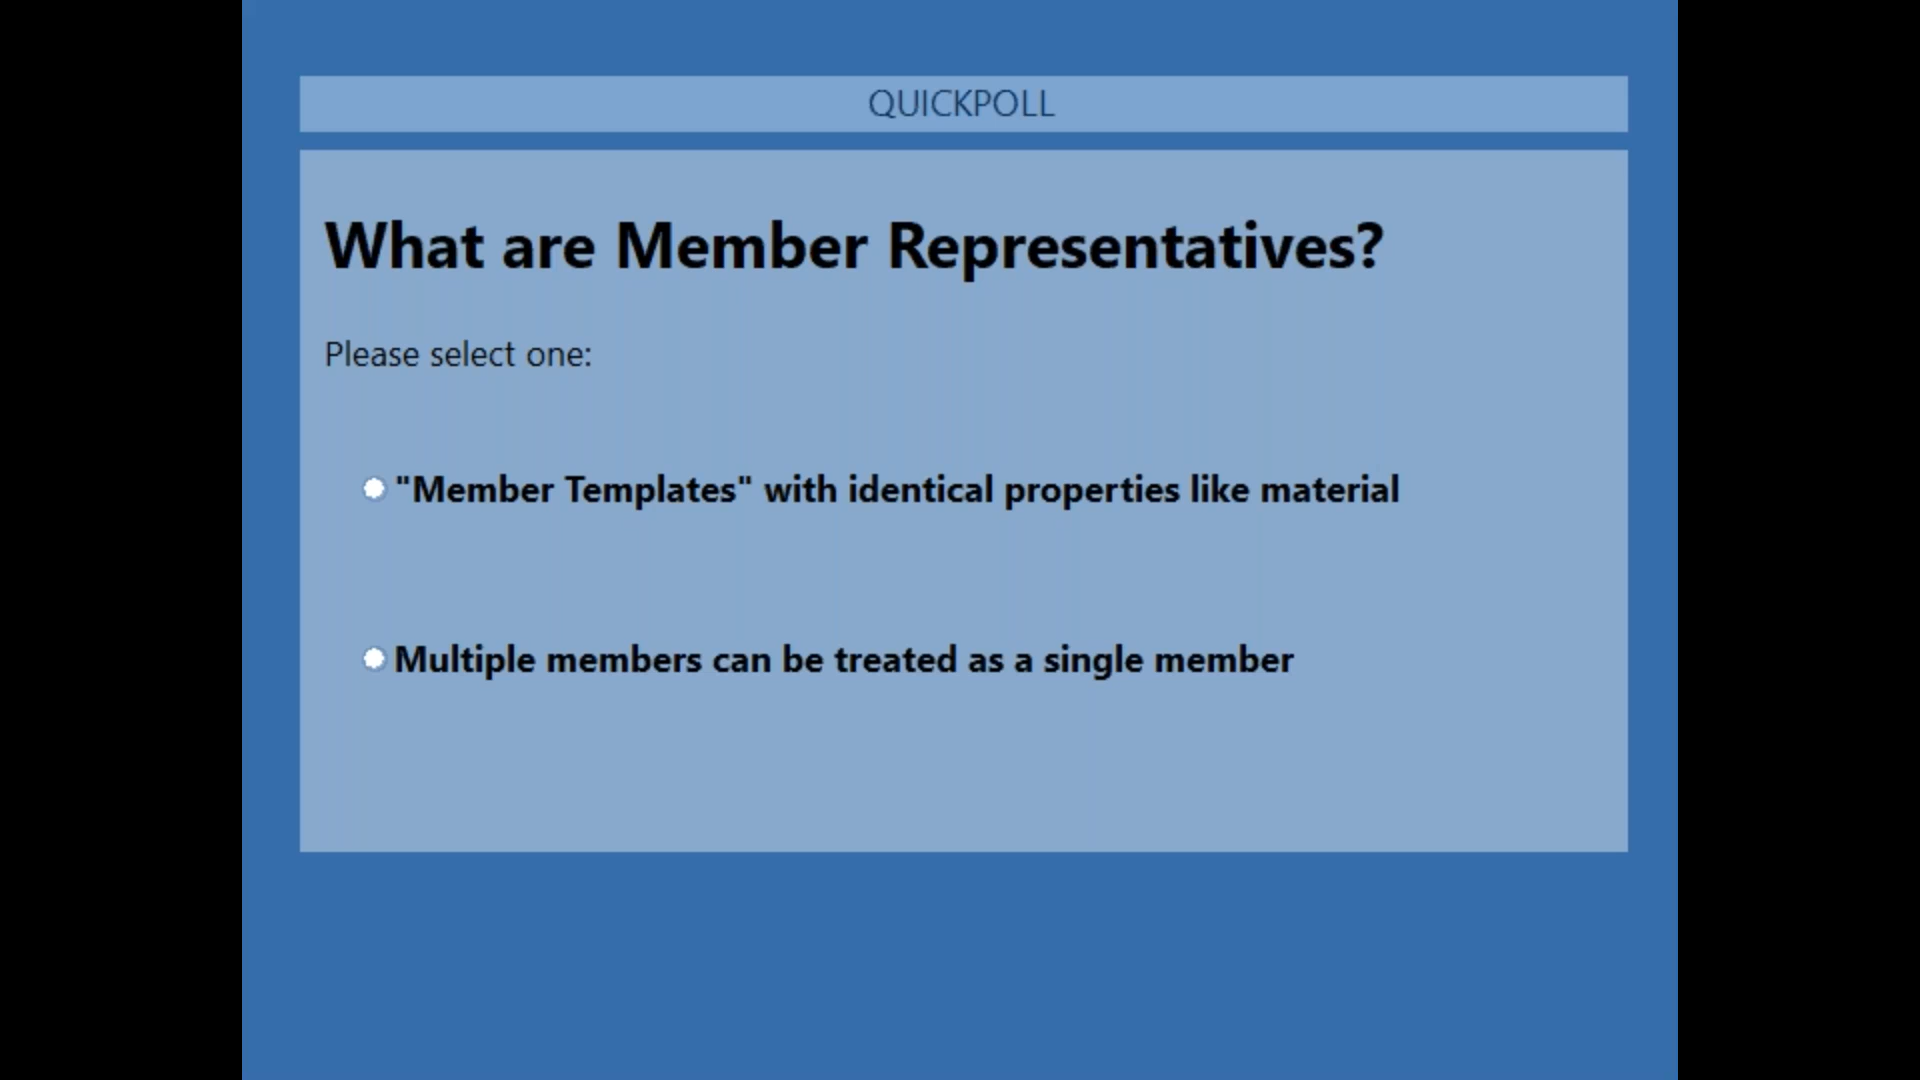 QUICKPOLL
What are Member Representatives?
Please select one:
"Member Templates" with identical properties like material
Multiple members can be treated as a single member